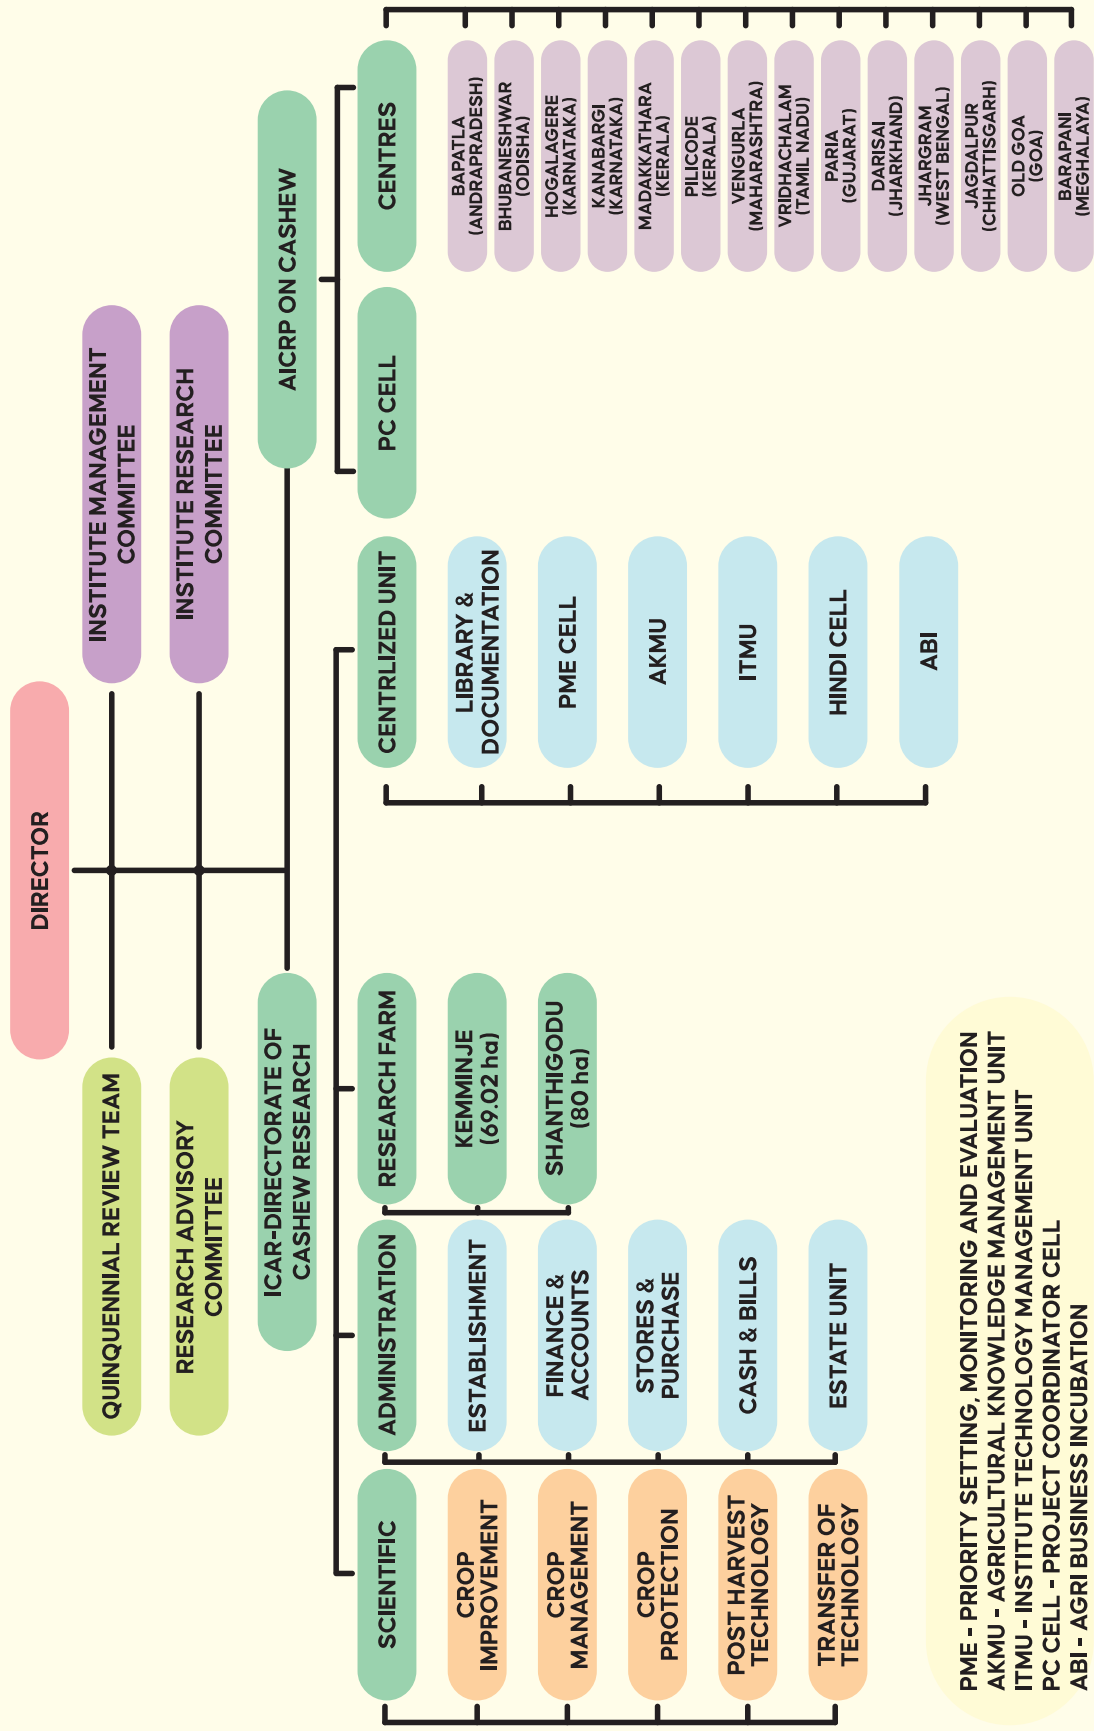 DIRECTOR
QUINQUENNIAL REVIEW TEAM
INSTITUTE MANAGEMENT
COMMITTEE
RESEARCH ADVISORY
COMMITTEE
INSTITUTE RESEARCH
COMMITTEE
ICAR-DIRECTORATE OF
CASHEW RESEARCH
AICRP ON CASHEW
SCIENTIFIC
CROP
IMPROVEMENT
CROP
MANAGEMENT
CROP
PROTECTION
POST HARVEST
TECHNOLOGY
TRANSFER OF
TECHNOLOGY
ADMINISTRATION
ESTABLISHMENT
FINANCE &
ACCOUNTS
STORES &
PURCHASE
CASH & BILLS
ESTATE UNIT
RESEARCH FARM
KEMMINJE
(69.02 ha)
SHANTHIGODU
(80 ha)
CENTRLIZED UNIT
LIBRARY &
DOCUMENTATION
PME CELL
AKMU
ITMU
HINDI CELL
ABI
PC CELL
CENTRES
BAPATLA
(ANDRAPRADESH)
BHUBANESHWAR
(ODISHA)
HOGALAGERE
(KARNATAKA)
KANABARGI
(KARNATAKA)
MADAKKATHARA
(KERALA)
PILICODE
(KERALA)
VENGURLA
(MAHARASHTRA)
VRIDHACHALAM
(TAMIL NADU)
PARIA
(GUJARAT)
DARISAI
(JHARKHAND)
JHARGRAM
(WEST BENGAL)
JAGDALPUR
(CHHATTISGARH)
OLD GOA
(GOA)
BARAPANI
(MEGHALAYA)
PME - PRIORITY SETTING, MONITORING AND EVALUATION
AKMU - AGRICULTURAL KNOWLEDGE MANAGEMENT UNIT
ITMU - INSTITUTE TECHNOLOGY MANAGEMENT UNIT
PC CELL - PROJECT COORDINATOR CELL
ABI - AGRI BUSINESS INCUBATION